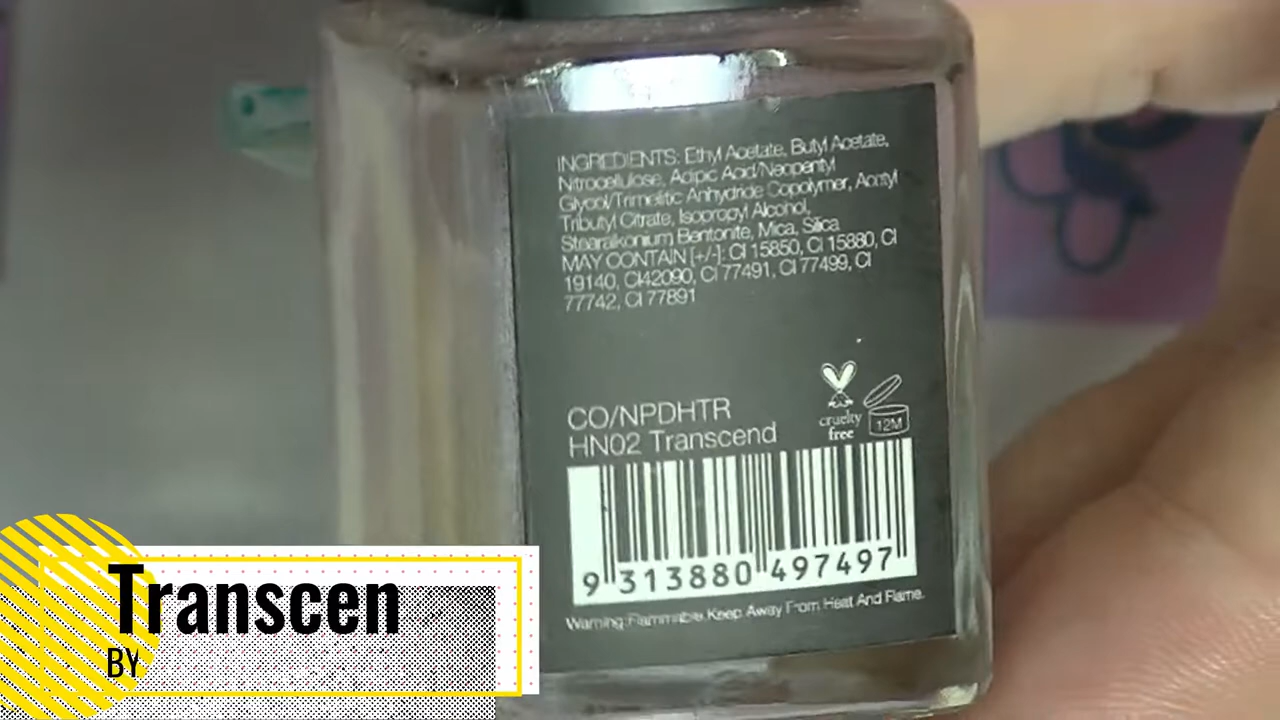 INGREDIENTS: Ethyl Acetate, Butyl Acetate,
Nitrocellulose, Adipic Acid/Neopentyl
Glycol/Trimellitic Anhydride Copolymer, Acetyl
Tributyl Citrate, Isopropyl Alcohol,
Stearalkonium Bentonite, Mica, Silica
MAY CONTAIN [+/-]: CI 15850, CI 15880, CI
19140, CI42090, CI 77491, CI 77499, CI
77742, CI 77891
CO/NPDHTR
HN02 Transcend
cruelty
free
12M
9 313880 497497
Warning:Flammable.Keep Away From Heat And Flame.
Transcen
BY